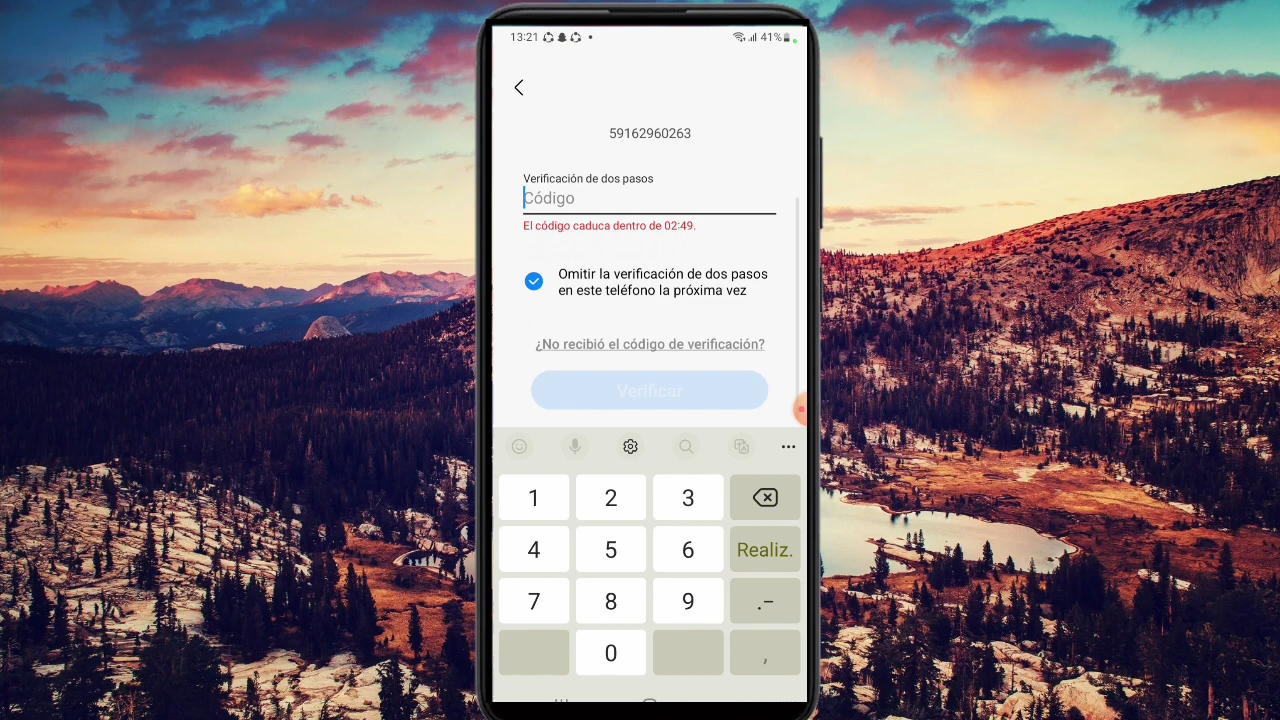 13:21
41%
59162960263
Verificación de dos pasos
Código
El código caduca dentro de 02:49.
Omitir la verificación de dos pasos
en este teléfono la próxima vez
¿No recibió el código de verificación?
Verificar
1 2 3
4 5 6 Realiz.
7 8 9 .-
0 ,